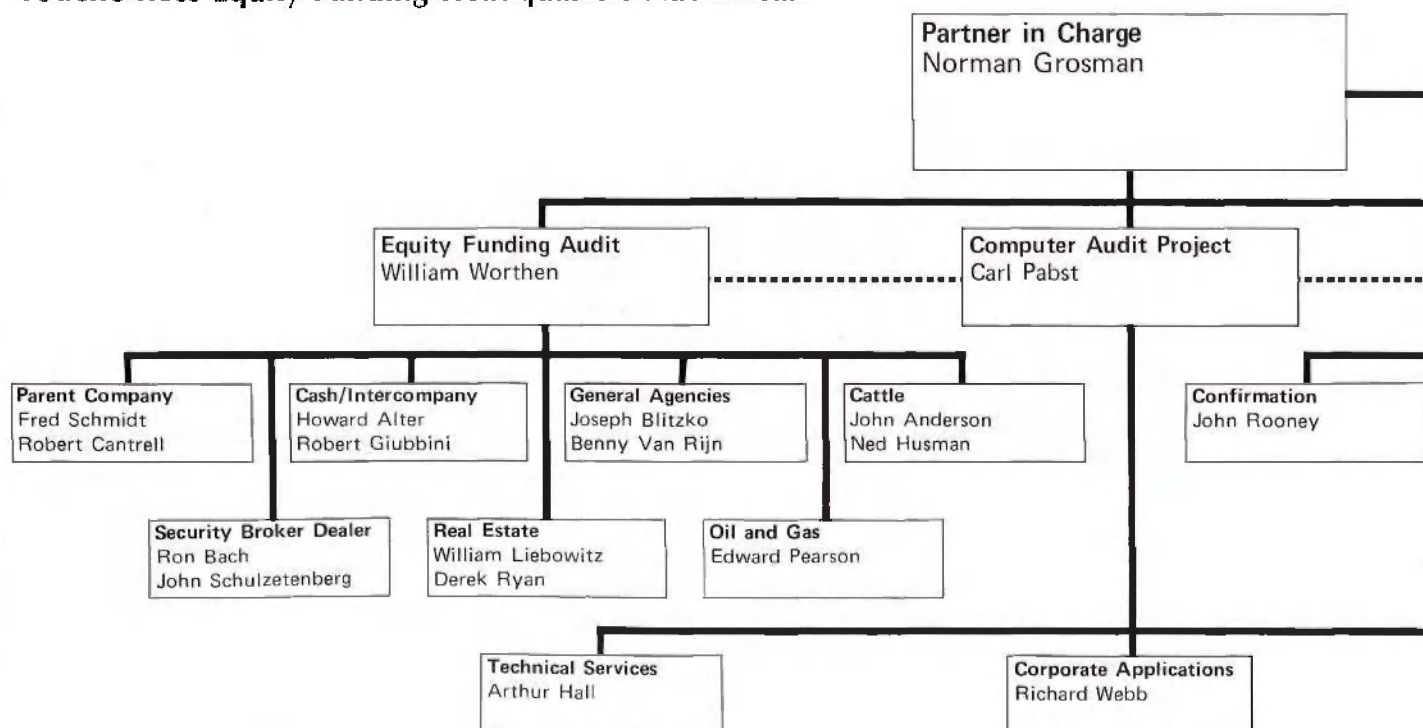 Equity Funding
Partner in Charge
Norman Grosman
Equity Funding Audit
William Worthen
Computer Audit Project
Carl Pabst
Parent Company
Fred Schmidt
Robert Cantrell
Cash/Intercompany
Howard Alter
Robert Giubbini
General Agencies
Joseph Blitzko
Benny Van Rijn
Cattle
John Anderson
Ned Husman
Confirmation
John Rooney
Security Broker Dealer
Ron Bach
John Schulzetenberg
Real Estate
William Liebowitz
Derek Ryan
Oil and Gas
Edward Pearson
Technical Services
Arthur Hall
Corporate Applications
Richard Webb